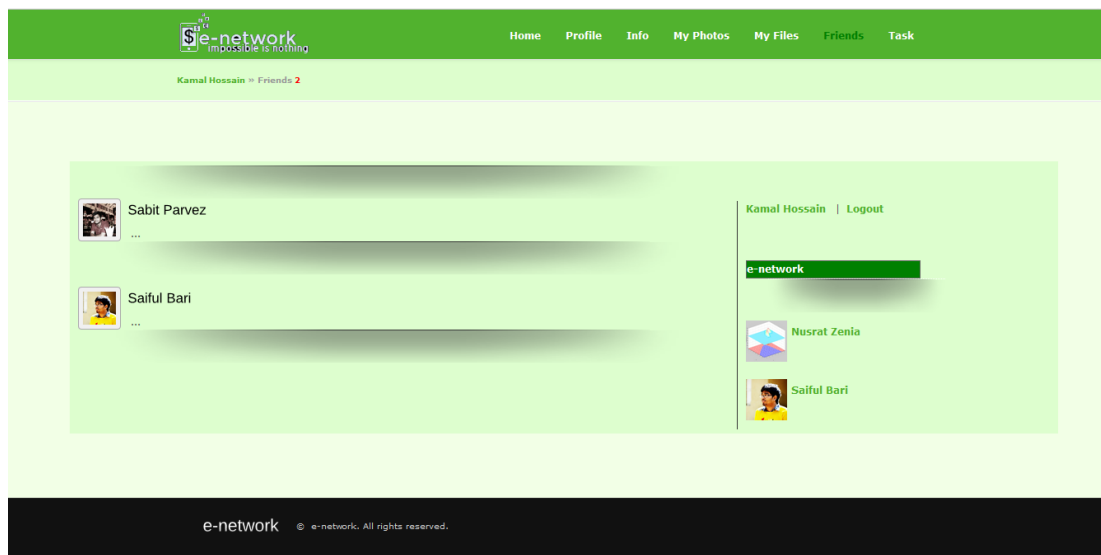 $ e-network
impossible is nothing
Home Profile Info My Photos My Files Friends Task
Kamal Hossain » Friends 2
Sabit Parvez
...
Saiful Bari
...
Kamal Hossain | Logout
e-network
Nusrat Zenia
Saiful Bari
e-network © e-network. All rights reserved.